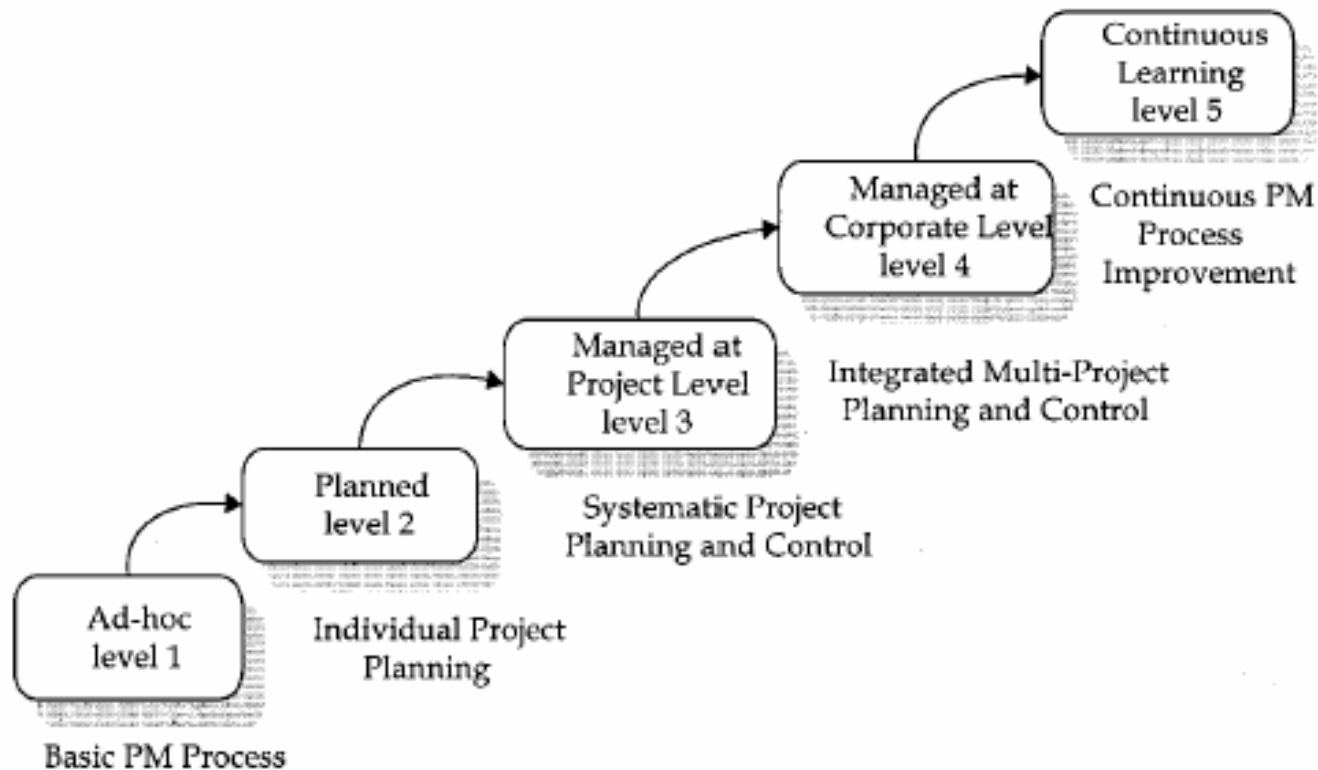 Continuous
Learning
level 5
Managed at
Corporate Level
level 4
Continuous PM
Process
Improvement
Managed at
Project Level
level 3
Integrated Multi-Project
Planning and Control
Planned
level 2
Systematic Project
Planning and Control
Ad-hoc
level 1
Individual Project
Planning
Basic PM Process